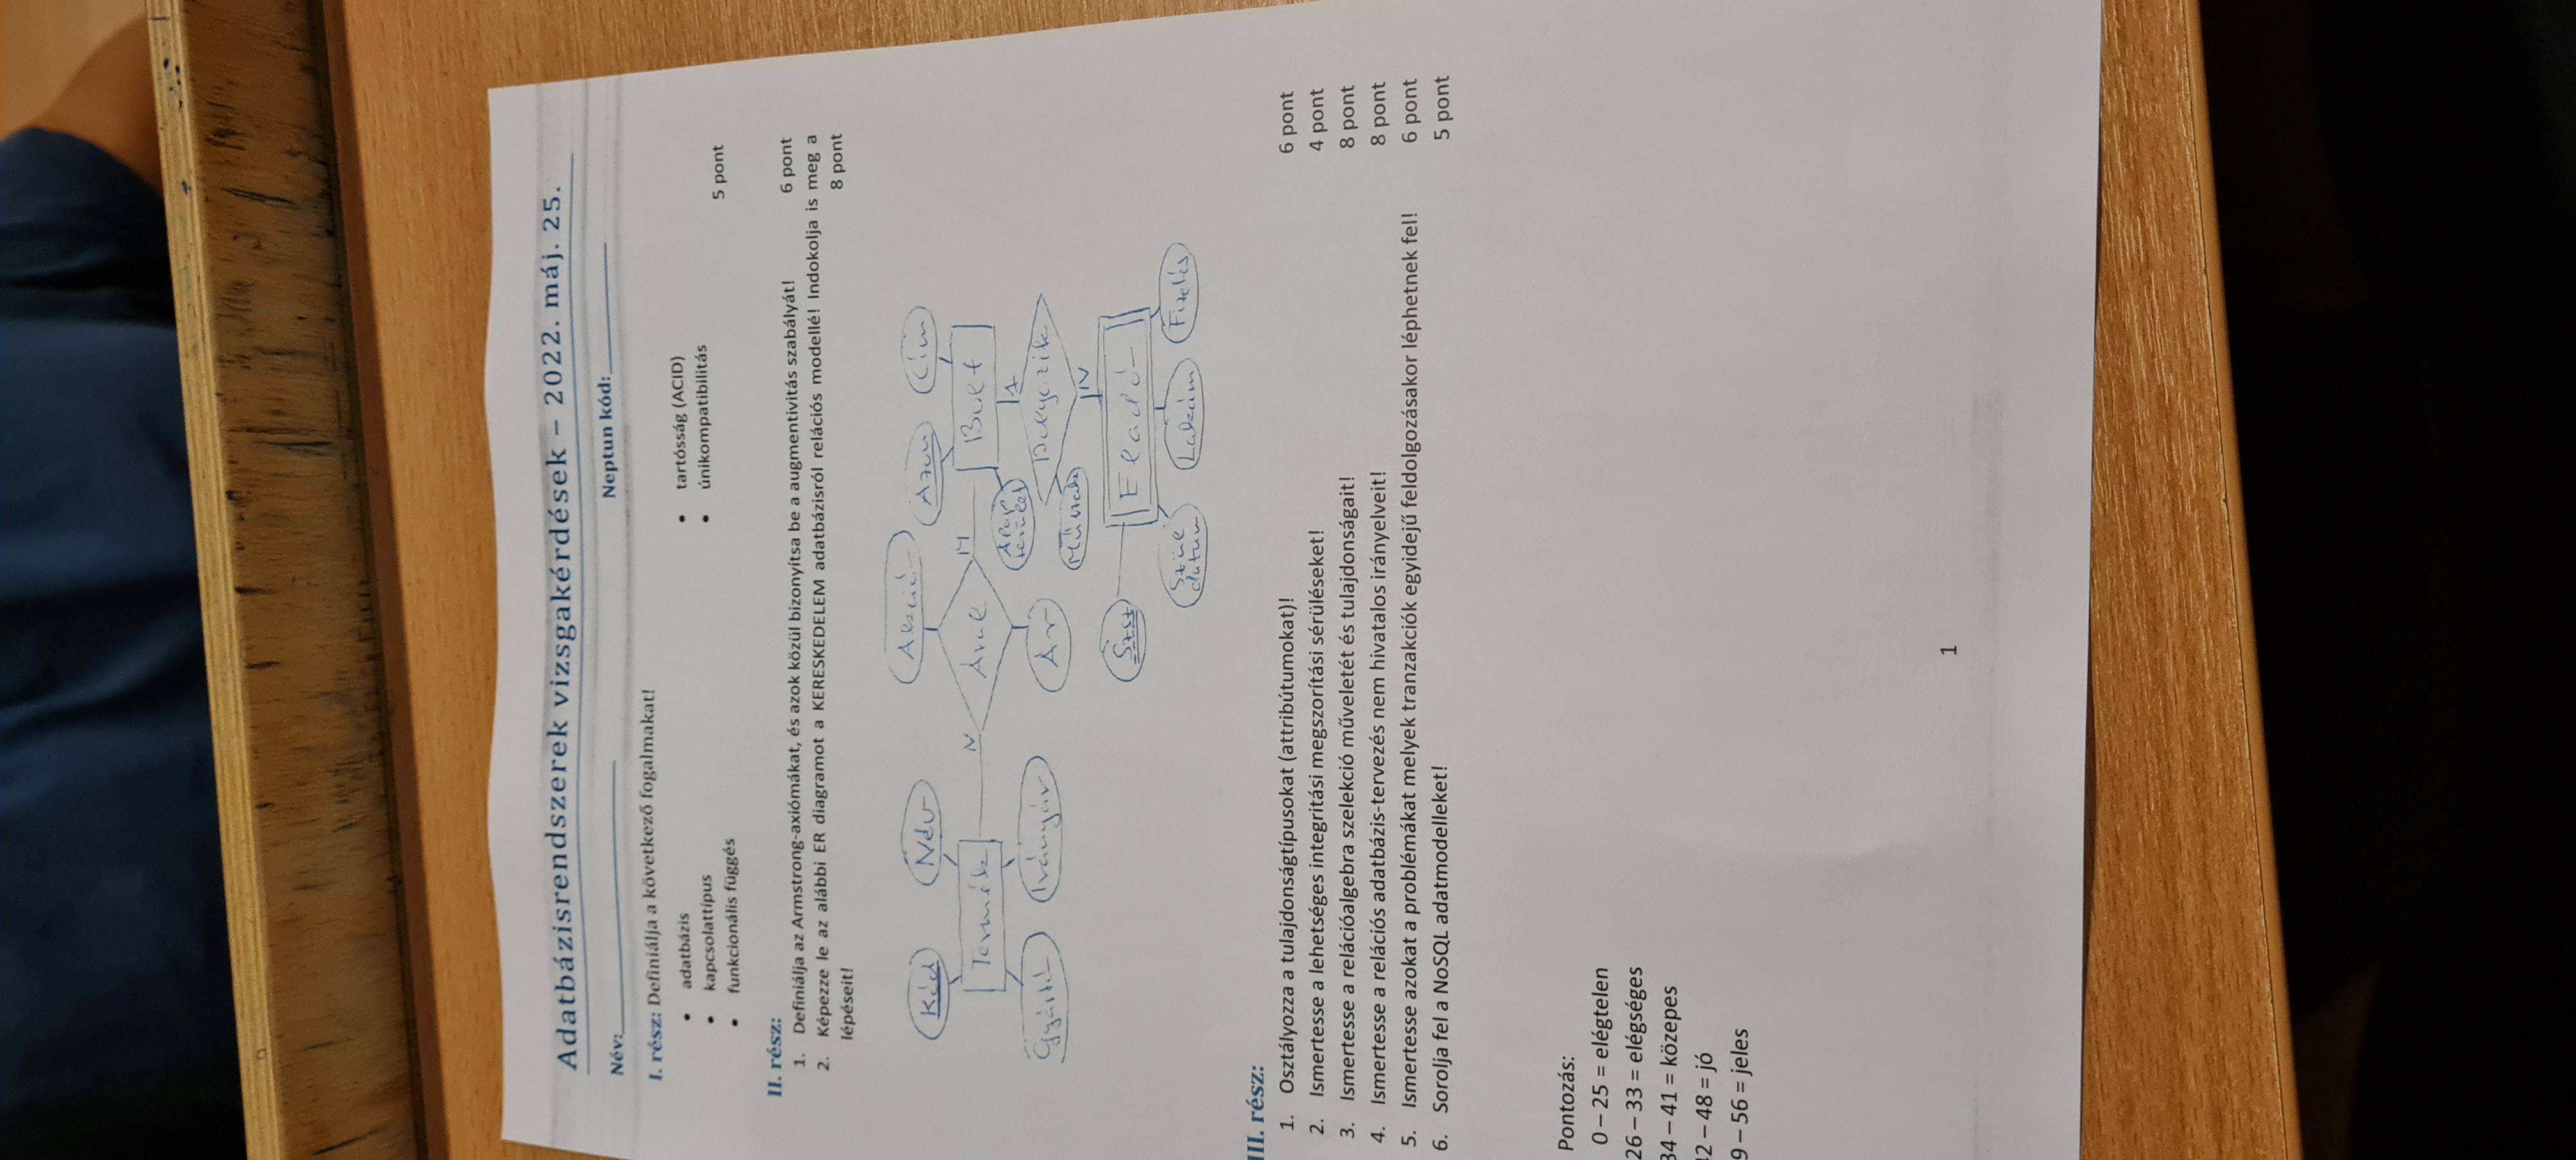 Adatbázisrendszerek vizsgakérdések – 2022. máj. 25.
Név:____________ Neptun kód:____________
I. rész: Definiálja a következő fogalmakat!
• adatbázis
• kapcsolattípus
• funkcionális függés
• tartósság (ACID)
• únikompatibilitás
5 pont
II. rész:
1. Definiálja az Armstrong-axiómákat, és azok közül bizonyítsa be a augmentivitás szabályát! 6 pont
2. Képezze le az alábbi ER diagramot a KERESKEDELEM adatbázisról relációs modellé! Indokolja is meg a
lépéseit! 8 pont
Kód Név Akció Azon Cím
Termék N Árul M Bolt
Alap
terület
1
Gyártó Irányár Ár
Dolgozik
Műszak
N
Szsz Eladó
Szül
datum Lakcím Fizetés
III. rész:
1. Osztályozza a tulajdonságtípusokat (attribútumokat)! 6 pont
2. Ismertesse a lehetséges integritási megszorítási sérüléseket! 4 pont
3. Ismertesse a relációalgebra szelekció műveletét és tulajdonságait! 8 pont
4. Ismertesse a relációs adatbázis-tervezés nem hivatalos irányelveit! 8 pont
5. Ismertesse azokat a problémákat melyek tranzakciók egyidejű feldolgozásakor léphetnek fel! 6 pont
6. Sorolja fel a NoSQL adatmodelleket! 5 pont
Pontozás:
0 – 25 = elégtelen
26 – 33 = elégséges
34 – 41 = közepes
2 – 48 = jó
9 – 56 = jeles
1